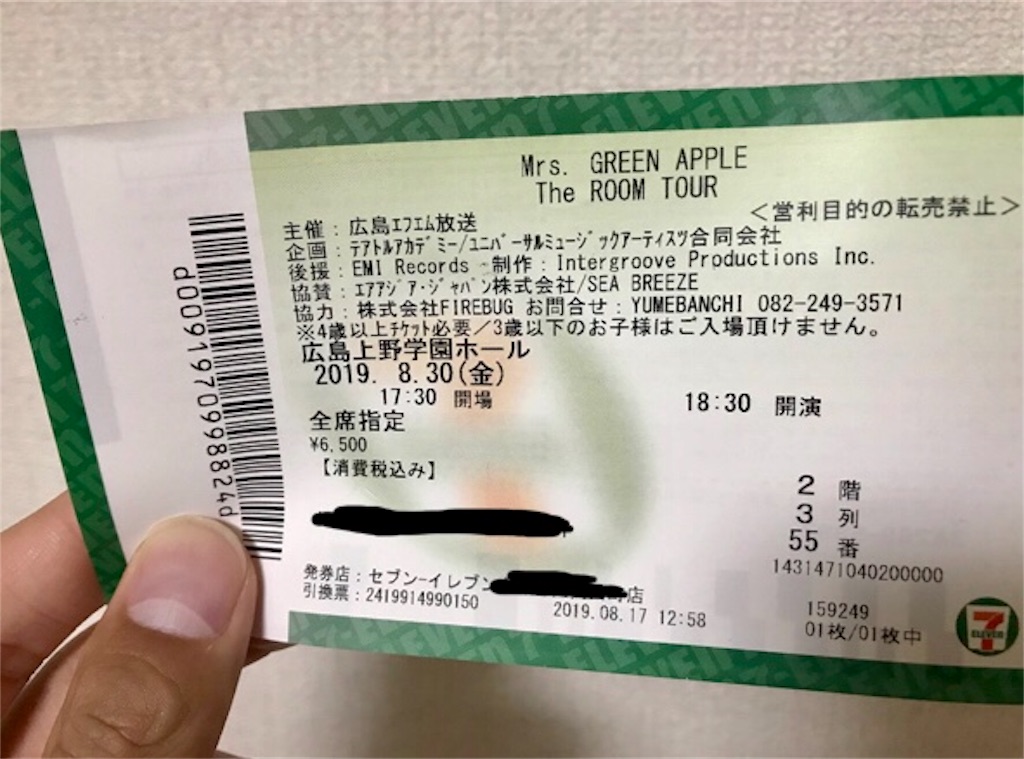 Mrs. GREEN APPLE
The ROOM TOUR
<営利目的の転売禁止>
主催：広島エフエム放送
企画：テアトルアカデミー/ユニバーサルミュージックアーティスツ合同会社
後援：EMI Records 制作：Intergroove Productions Inc.
協賛：エアアジア・ジャパン株式会社/SEA BREEZE
協力：株式会社FIREBUG お問合せ：YUMEBANCHI 082-249-3571
※4歳以上チケット必要／3歳以下のお子様はご入場頂けません。
広島上野学園ホール
2019. 8.30(金)
17:30 開場 18:30 開演
全席指定
¥6,500
【消費税込み】
2 階
3 列
55 番
1431471040200000
発券店：セブン-イレブン 店
引換票：2419914990150 2019.08.17 12:58
159249
01枚/01枚中
7 ELEVEN
d0091970998824d